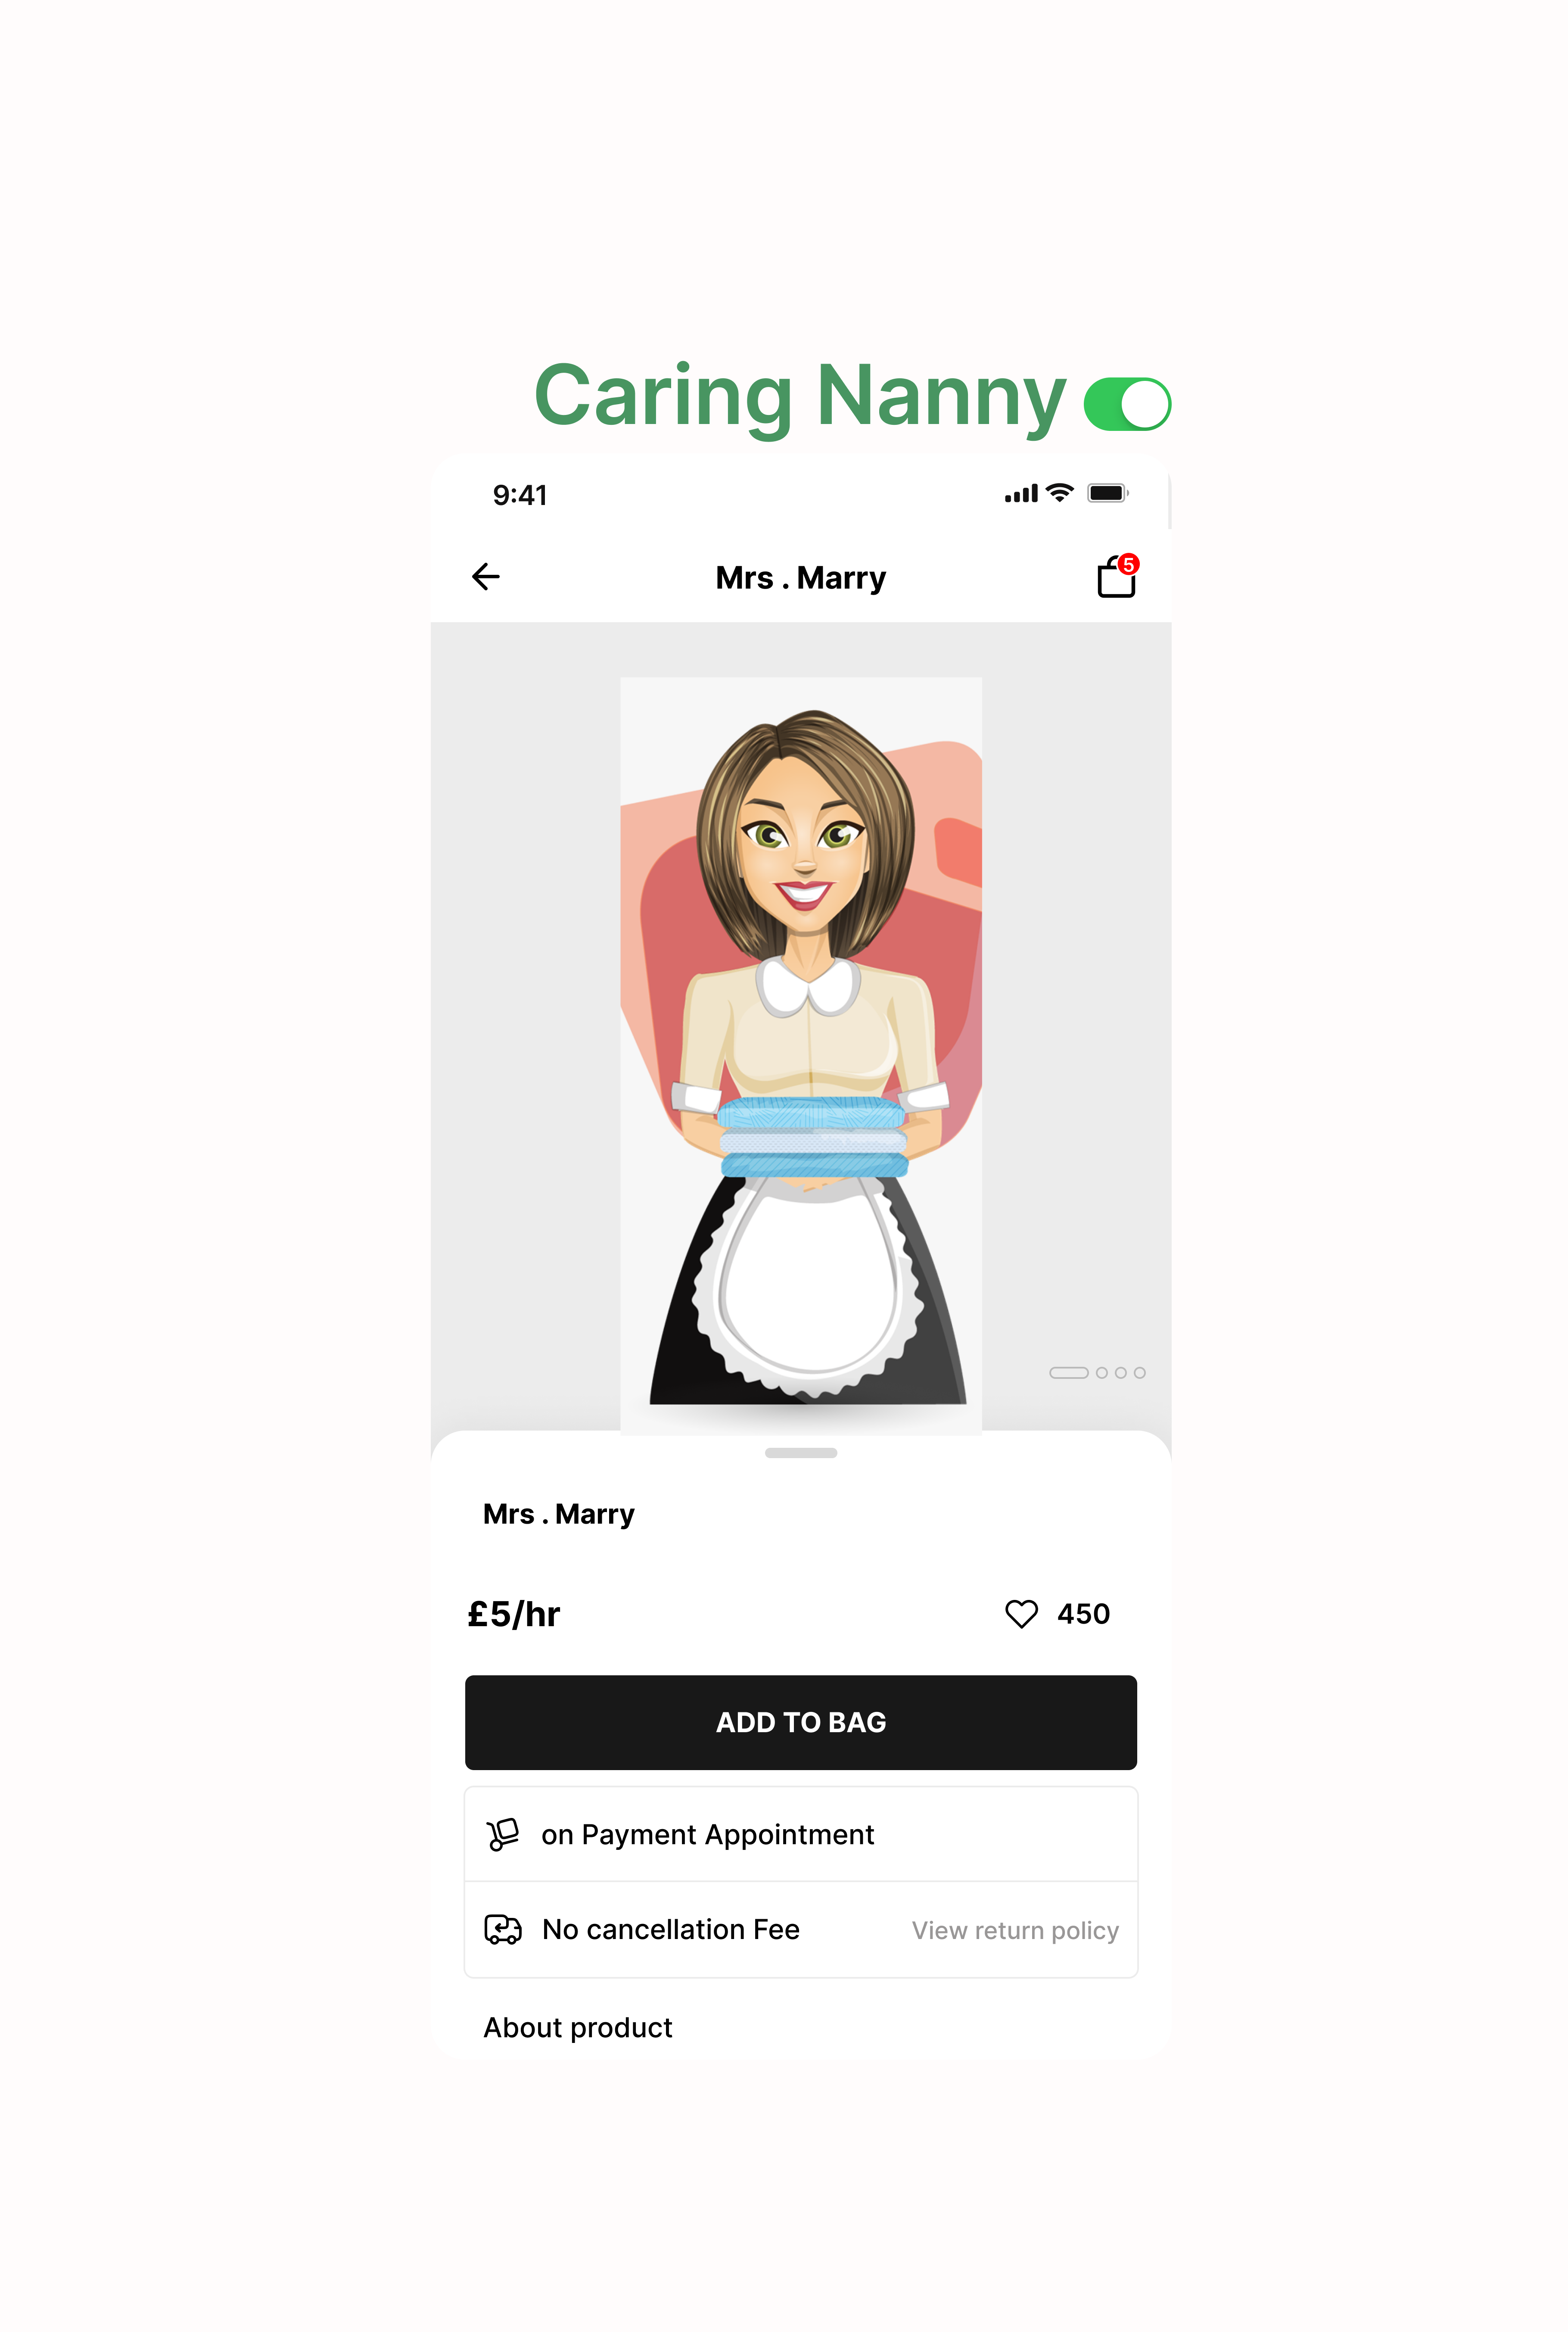 Caring Nanny
9:41
Mrs . Marry
5
Mrs . Marry
£5/hr
450
ADD TO BAG
on Payment Appointment
No cancellation Fee
View return policy
About product